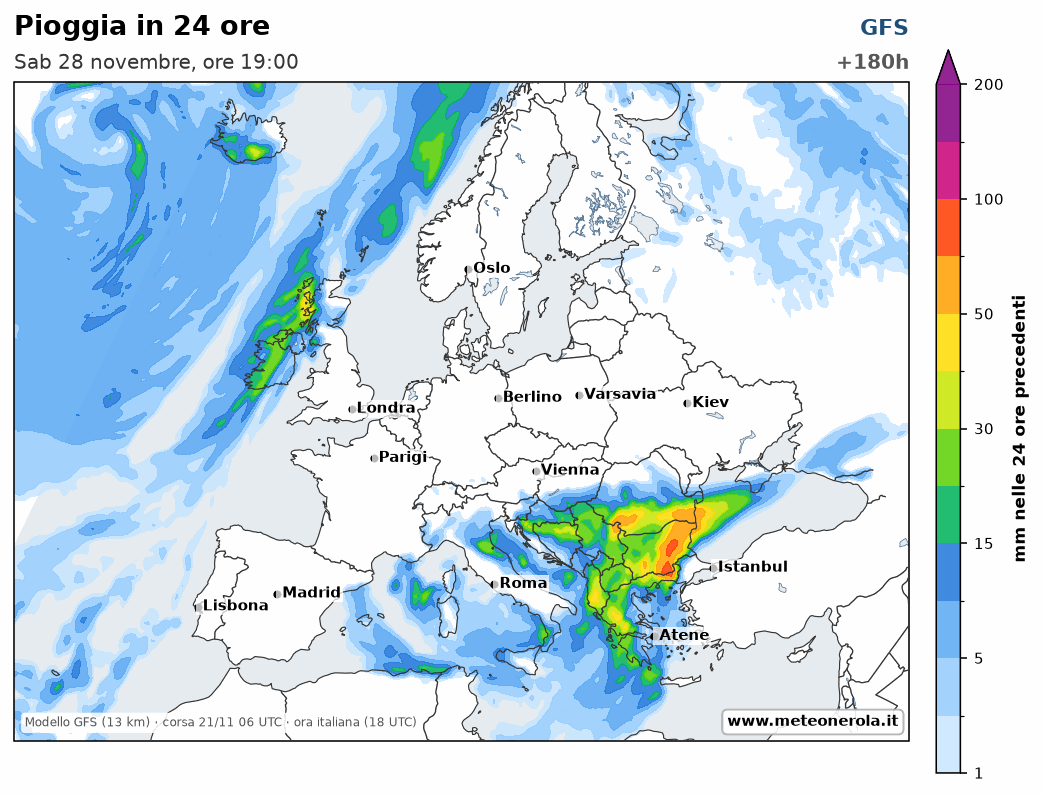 Pioggia in 24 ore
GFS
Sab 28 novembre, ore 19:00
+180h
200
100
50
30
15
5
1
mm nelle 24 ore precedenti
Oslo
Berlino
Varsavia
Kiev
Londra
Parigi
Vienna
Istanbul
Roma
Madrid
Lisbona
Atene
Modello GFS (13 km) · corsa 21/11 06 UTC · ora italiana (18 UTC)
www.meteonerola.it